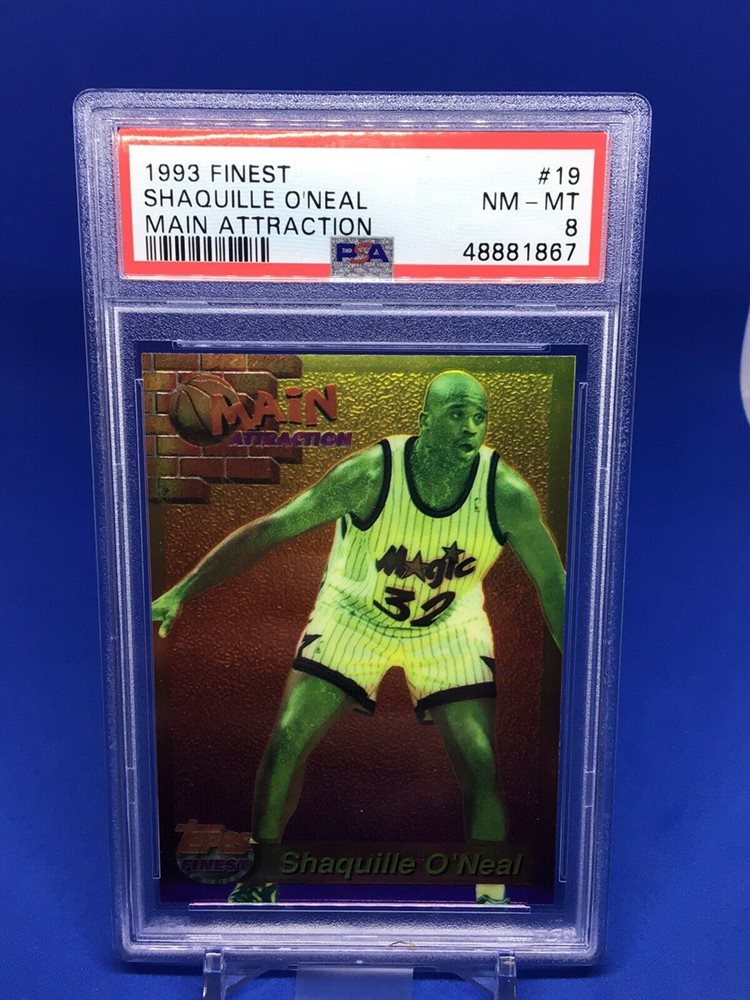 1993 FINEST #19
SHAQUILLE O'NEAL NM - MT
MAIN ATTRACTION 8
PSA 48881867
MAiN
ATTRACTION
Magic
32
Topps
FINEST
Shaquille O'Neal